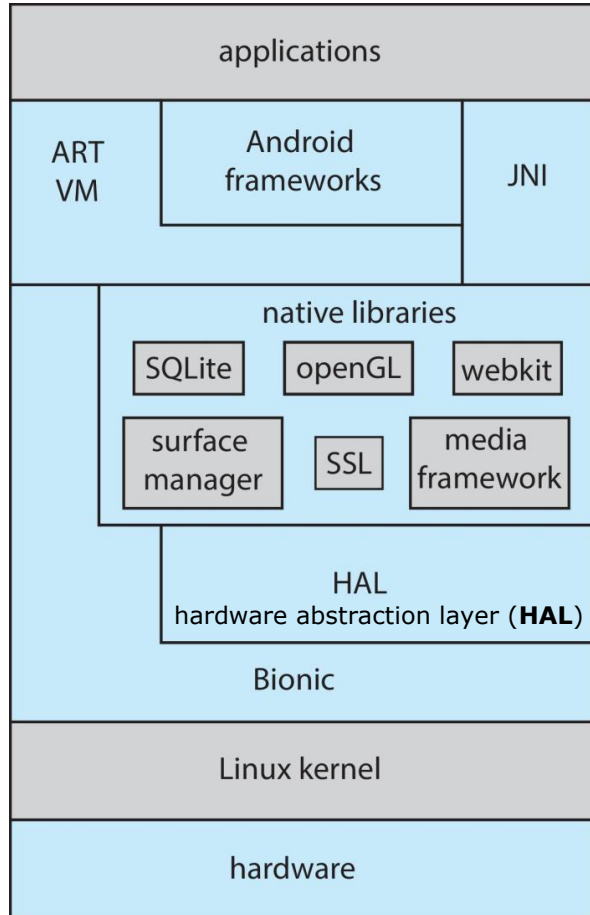 applications
ART
VM
Android
frameworks
JNI
native libraries
SQLite
openGL
webkit
surface
manager
SSL
media
framework
HAL
hardware abstraction layer (HAL)
Bionic
Linux kernel
hardware